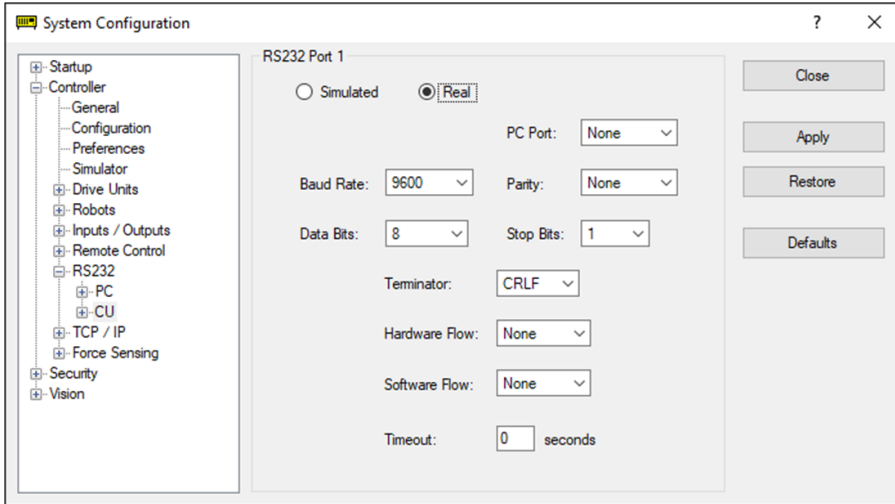 System Configuration
?
Startup
Controller
General
Configuration
Preferences
Simulator
Drive Units
Robots
Inputs / Outputs
Remote Control
RS232
PC
CU
TCP / IP
Force Sensing
Security
Vision
RS232 Port 1
Simulated Real
PC Port: None
Baud Rate: 9600 Parity: None
Data Bits: 8 Stop Bits: 1
Terminator: CRLF
Hardware Flow: None
Software Flow: None
Timeout: 0 seconds
Close
Apply
Restore
Defaults